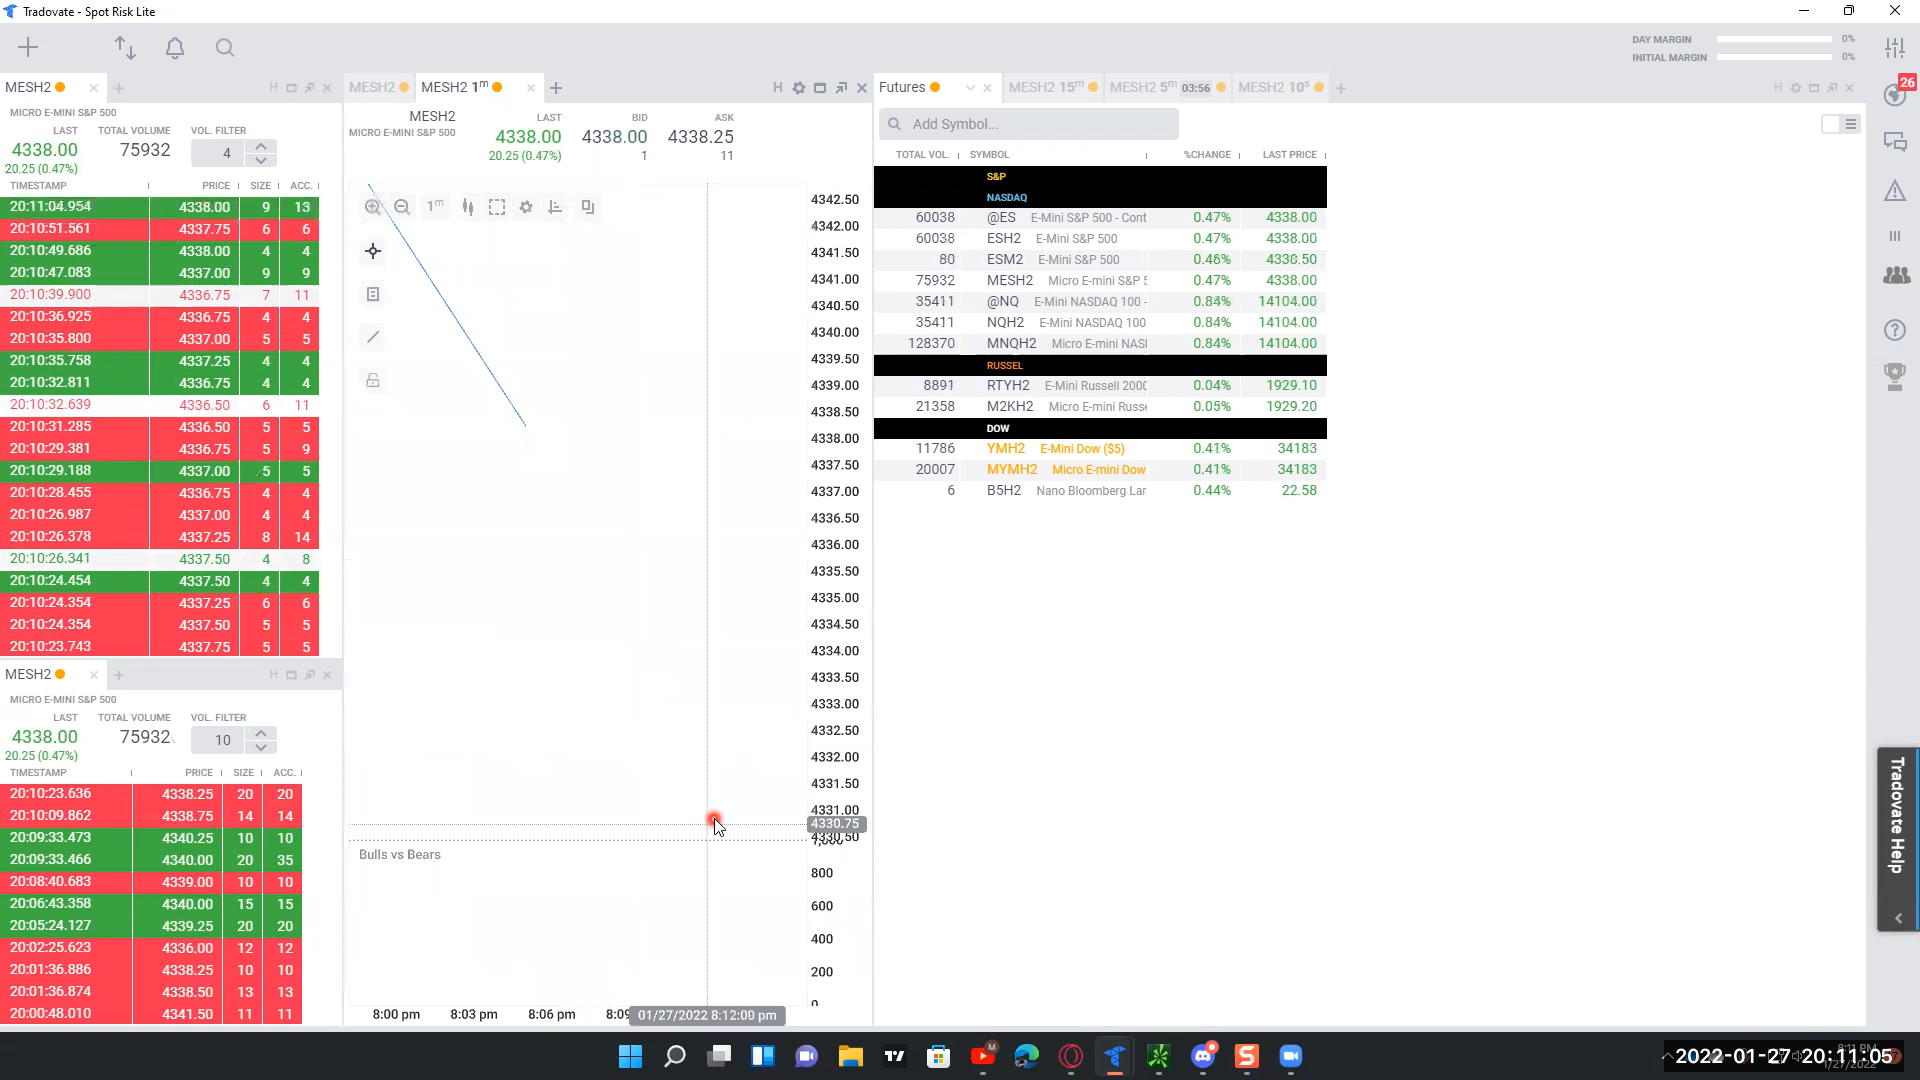 Tradovate - Spot Risk Lite
DAY MARGIN 0%
INITIAL MARGIN 0%
26
MESH2
MICRO E-MINI S&P 500
LAST TOTAL VOLUME VOL. FILTER
4338.00 75932 4
20.25 (0.47%)
TIMESTAMP PRICE SIZE ACC.
20:11:04.954 4338.00 9 13
20:10:51.561 4337.75 6 6
20:10:49.686 4338.00 4 4
20:10:47.083 4337.00 9 9
20:10:39.900 4336.75 7 11
20:10:36.925 4336.75 4 4
20:10:35.800 4337.00 5 5
20:10:35.758 4337.25 4 4
20:10:32.811 4336.75 4 4
20:10:32.639 4336.50 6 11
20:10:31.285 4336.50 5 5
20:10:29.381 4336.75 5 9
20:10:29.188 4337.00 5 5
20:10:28.455 4336.75 4 4
20:10:26.987 4337.00 4 4
20:10:26.378 4337.25 8 14
20:10:26.341 4337.50 4 8
20:10:24.454 4337.50 4 4
20:10:24.354 4337.25 6 6
20:10:24.354 4337.50 5 5
20:10:23.743 4337.75 5 5
MESH2
MICRO E-MINI S&P 500
LAST TOTAL VOLUME VOL. FILTER
4338.00 75932 10
20.25 (0.47%)
TIMESTAMP PRICE SIZE ACC.
20:10:23.636 4338.25 20 20
20:10:09.862 4338.75 14 14
20:09:33.473 4340.25 10 10
20:09:33.466 4340.00 20 35
20:08:40.683 4339.00 10 10
20:06:43.358 4340.00 15 15
20:05:24.127 4339.25 20 20
20:02:25.623 4336.00 12 12
20:01:36.886 4338.25 10 10
20:01:36.874 4338.50 13 13
20:00:48.010 4341.50 11 11
MESH2 MESH2 1m
H
MESH2 LAST BID ASK
MICRO E-MINI S&P 500 4338.00 4338.00 4338.25
20.25 (0.47%) 1 11
1m
4342.50
4342.00
4341.50
4341.00
4340.50
4340.00
4339.50
4339.00
4338.50
4338.00
4337.50
4337.00
4336.50
4336.00
4335.50
4335.00
4334.50
4334.00
4333.50
4333.00
4332.50
4332.00
4331.50
4331.00
4330.75
4330.50
Bulls vs Bears
800
600
400
200
0
8:00 pm 8:03 pm 8:06 pm 8:09 01/27/2022 8:12:00 pm
Futures MESH2 15m MESH2 5m 03:56 MESH2 10s
H
Add Symbol...
TOTAL VOL. SYMBOL %CHANGE LAST PRICE
S&P
NASDAQ
60038 @ES E-Mini S&P 500 - Cont 0.47% 4338.00
60038 ESH2 E-Mini S&P 500 0.47% 4338.00
80 ESM2 E-Mini S&P 500 0.46% 4338.50
75932 MESH2 Micro E-mini S&P 5 0.47% 4338.00
35411 @NQ E-Mini NASDAQ 100 - 0.84% 14104.00
35411 NQH2 E-Mini NASDAQ 100 0.84% 14104.00
128370 MNQH2 Micro E-mini NAS 0.84% 14104.00
RUSSEL
8891 RTYH2 E-Mini Russell 2000 0.04% 1929.10
21358 M2KH2 Micro E-mini Russe 0.05% 1929.20
DOW
11786 YMH2 E-Mini Dow ($5) 0.41% 34183
20007 MYMH2 Micro E-mini Dow 0.41% 34183
6 B5H2 Nano Bloomberg Lar 0.44% 22.58
Tradovate Help
2022-01-27 20:11:05